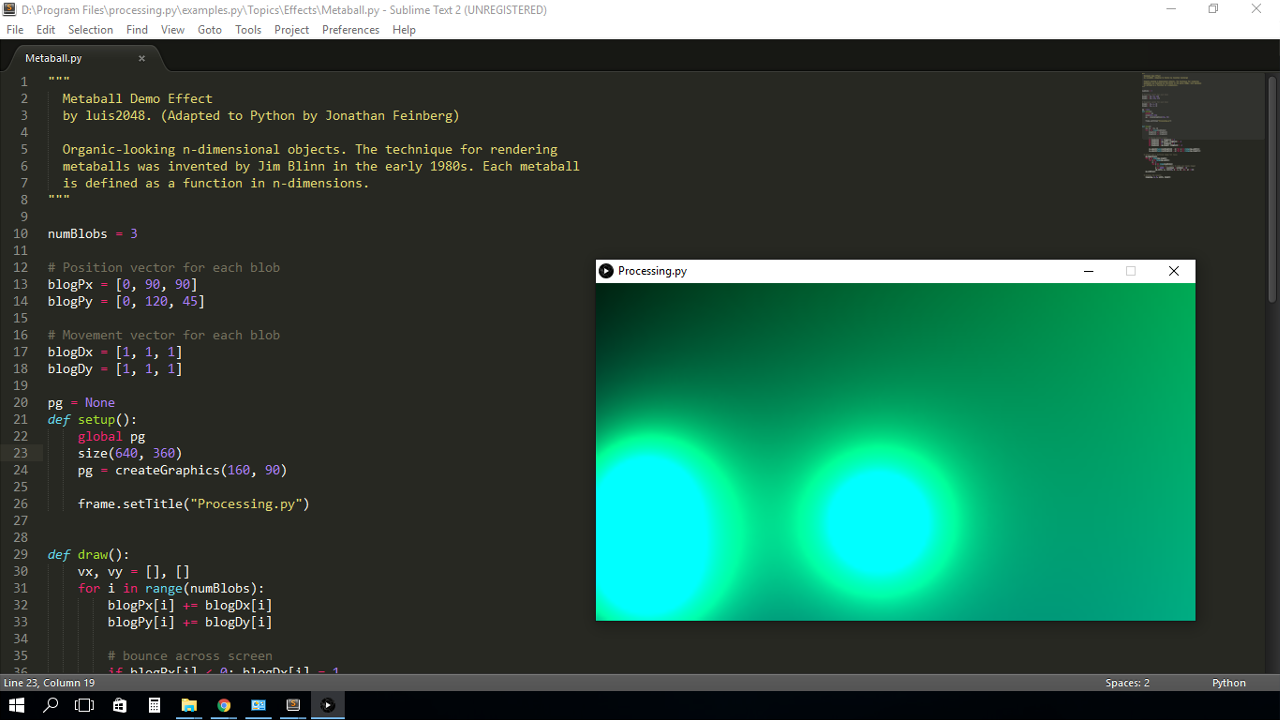 D:\Program Files\processing.py\examples.py\Topics\Effects\Metaball.py - Sublime Text 2 (UNREGISTERED)
File Edit Selection Find View Goto Tools Project Preferences Help
Metaball.py ×
1 """
2 Metaball Demo Effect
3 by luis2048. (Adapted to Python by Jonathan Feinberg)
4
5 Organic-looking n-dimensional objects. The technique for rendering
6 metaballs was invented by Jim Blinn in the early 1980s. Each metaball
7 is defined as a function in n-dimensions.
8 """
9
10 numBlobs = 3
11
12 # Position vector for each blob
13 blogPx = [0, 90, 90]
14 blogPy = [0, 120, 45]
15
16 # Movement vector for each blob
17 blogDx = [1, 1, 1]
18 blogDy = [1, 1, 1]
19
20 pg = None
21 def setup():
22 global pg
23 size(640, 360)
24 pg = createGraphics(160, 90)
25
26 frame.setTitle("Processing.py")
27
28
29 def draw():
30 vx, vy = [], []
31 for i in range(numBlobs):
32 blogPx[i] += blogDx[i]
33 blogPy[i] += blogDy[i]
34
35 # bounce across screen
36 if blogPx[i] < 0: blogDx[i] = 1
Processing.py
Line 23, Column 19
Spaces: 2
Python